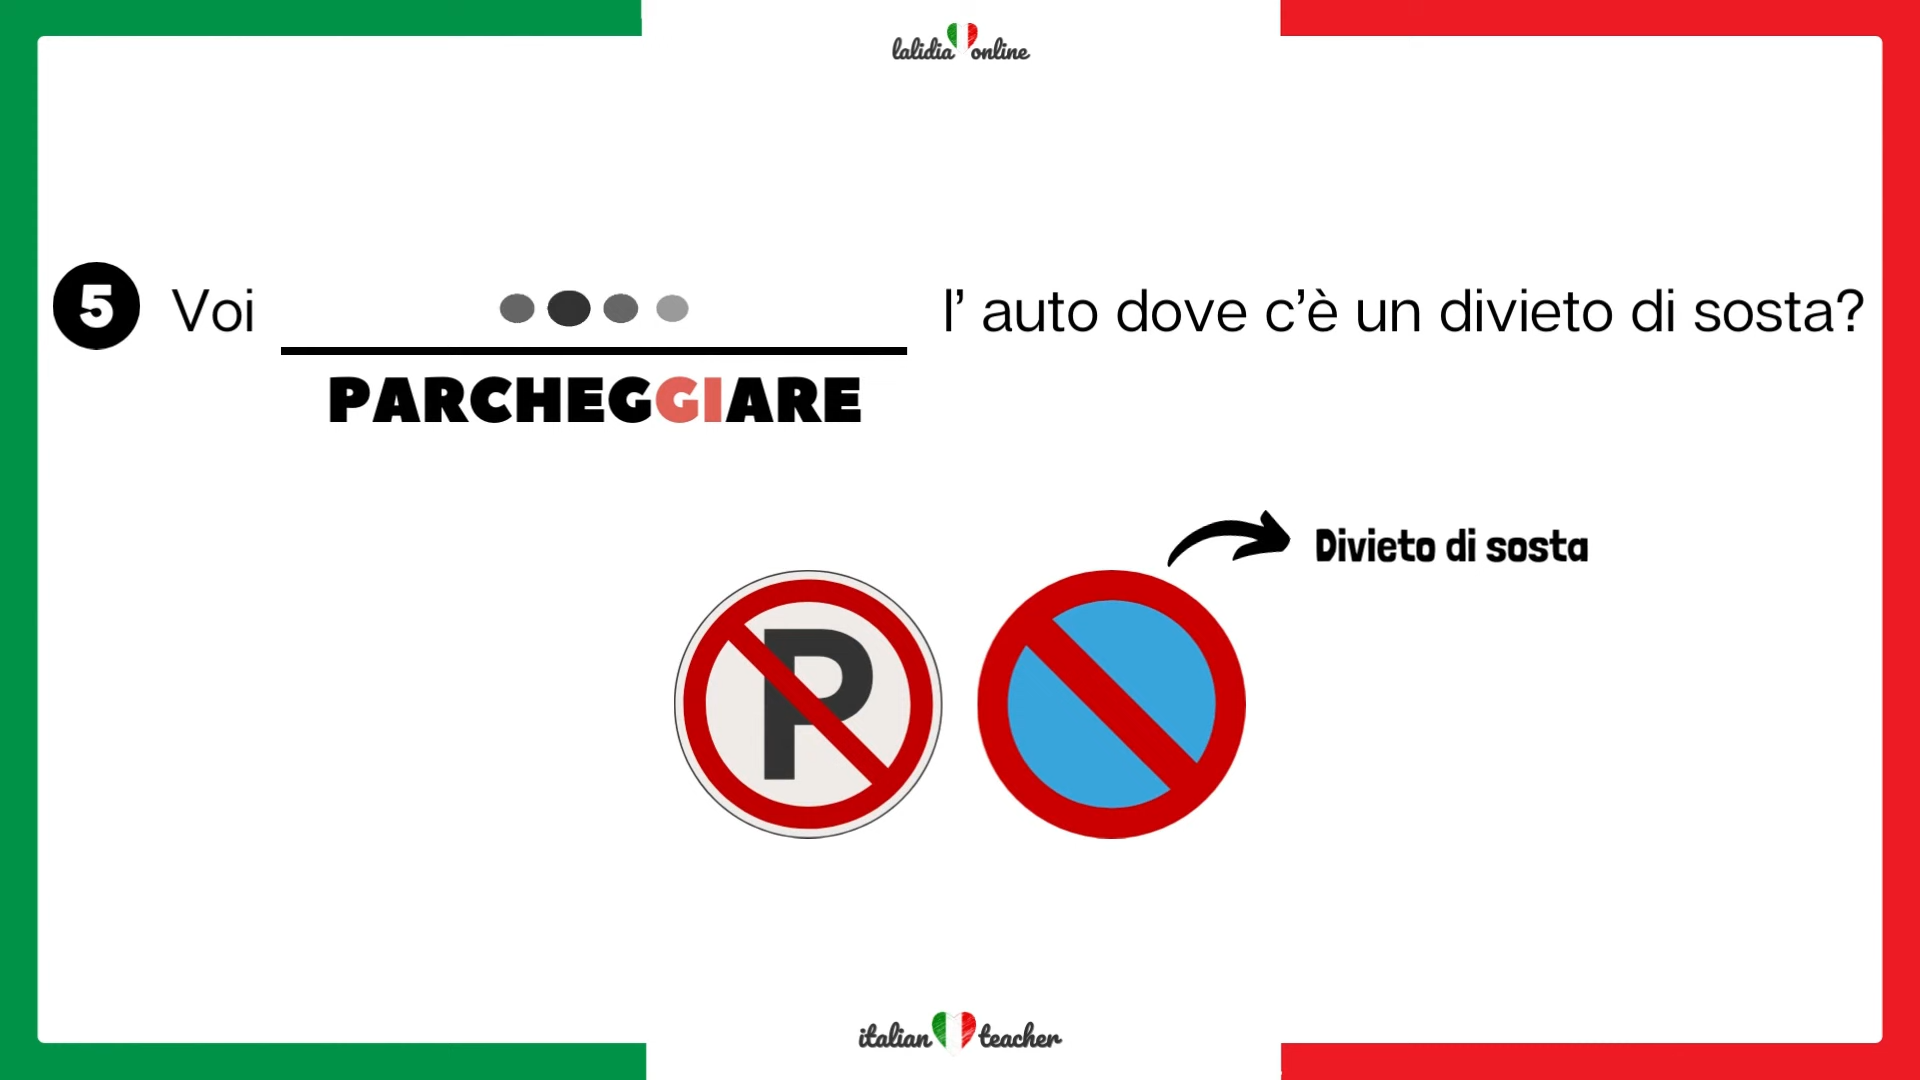 lalidia online
5 Voi l' auto dove c'è un divieto di sosta?
PARCHEGGIARE
Divieto di sosta
P
italian teacher